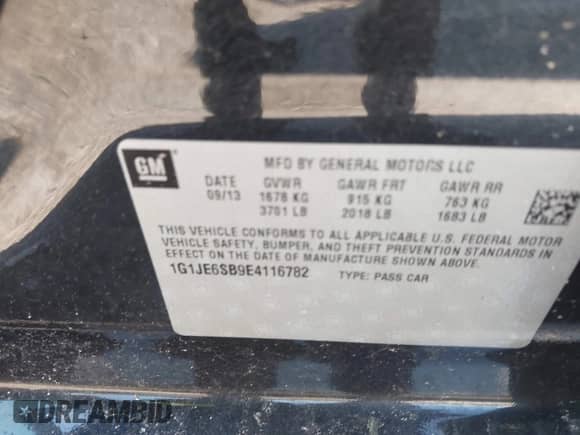 GM
MFD BY GENERAL MOTORS LLC
DATE GVWR GAWR FRT GAWR RR
09/13 1678 KG 915 KG 763 KG
3701 LB 2018 LB 1683 LB
THIS VEHICLE CONFORMS TO ALL APPLICABLE U.S. FEDERAL MOTOR
VEHICLE SAFETY, BUMPER, AND THEFT PREVENTION STANDARDS IN
EFFECT ON THE DATE OF MANUFACTURE SHOWN ABOVE.
1G1JE6SB9E4116782 TYPE: PASS CAR
DREAMBID